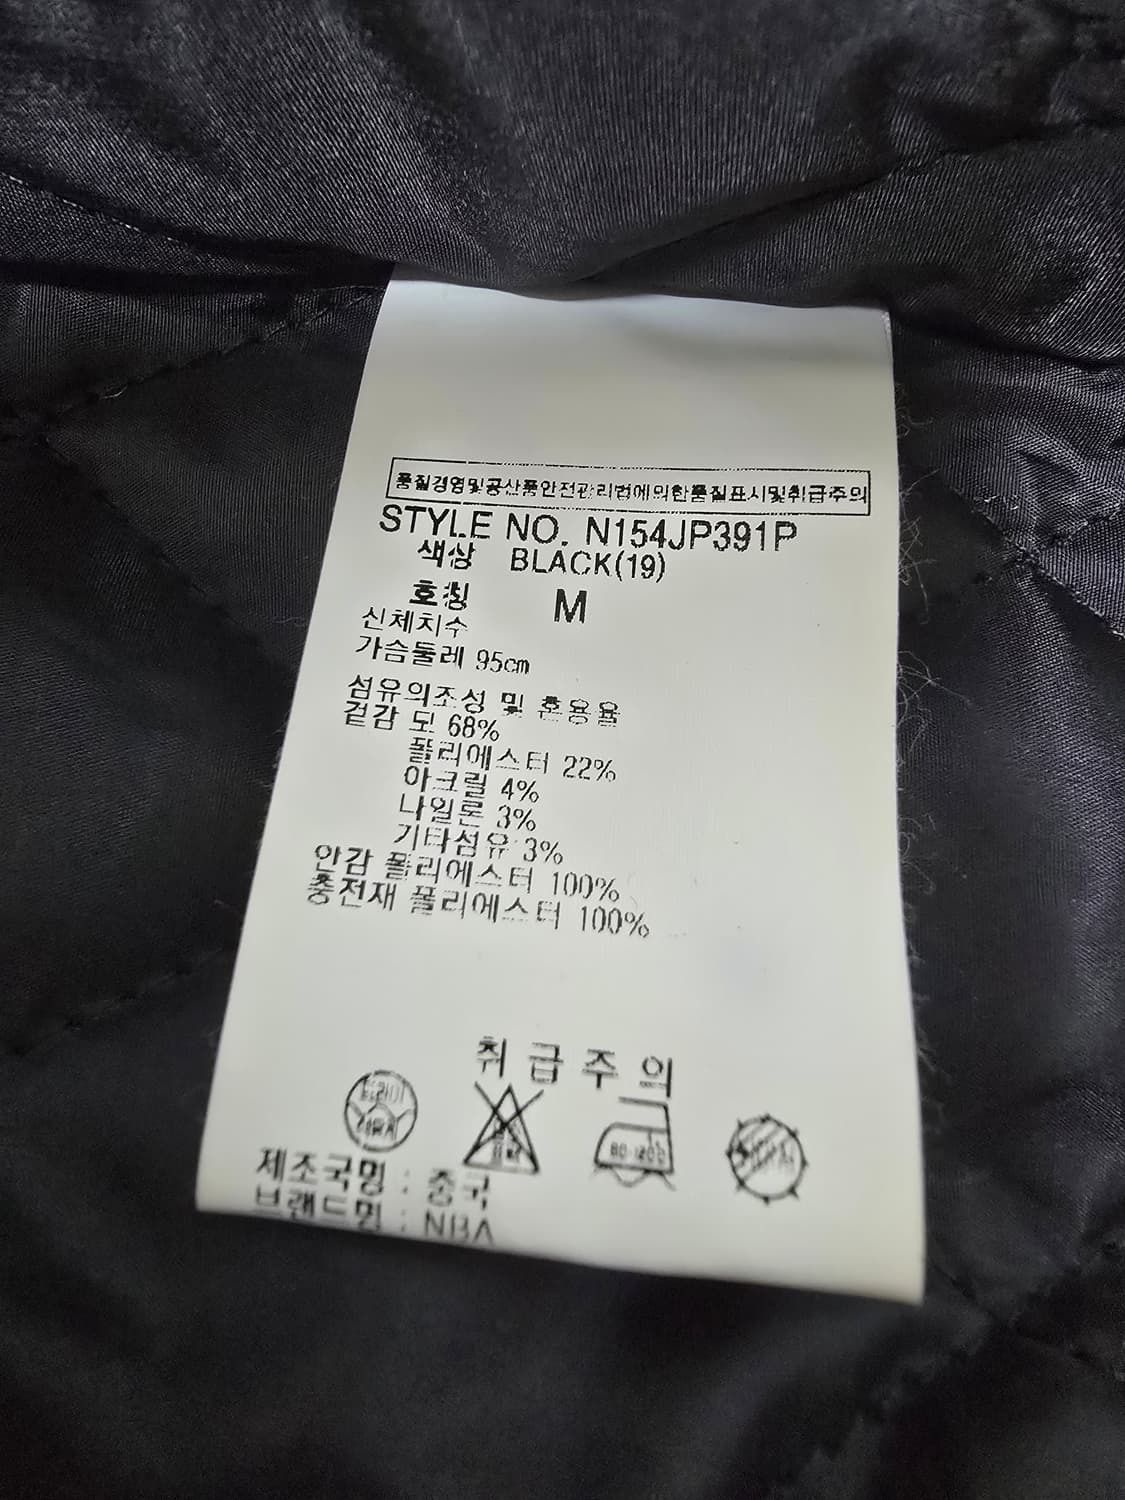 품질경영및공산품안전관리법에의한품질표시및취급주의
STYLE NO. N154JP391P
색상 BLACK(19)
호칭 M
신체치수
가슴둘레 95cm
섬유의조성 및 혼용율
겉감 모 68%
폴리에스터 22%
아크릴 4%
나일론 3%
기타섬유 3%
안감 폴리에스터 100%
충전재 폴리에스터 100%
취급주의
드라이
80-120℃
제조국명 : 중국
브랜드명 : NBA